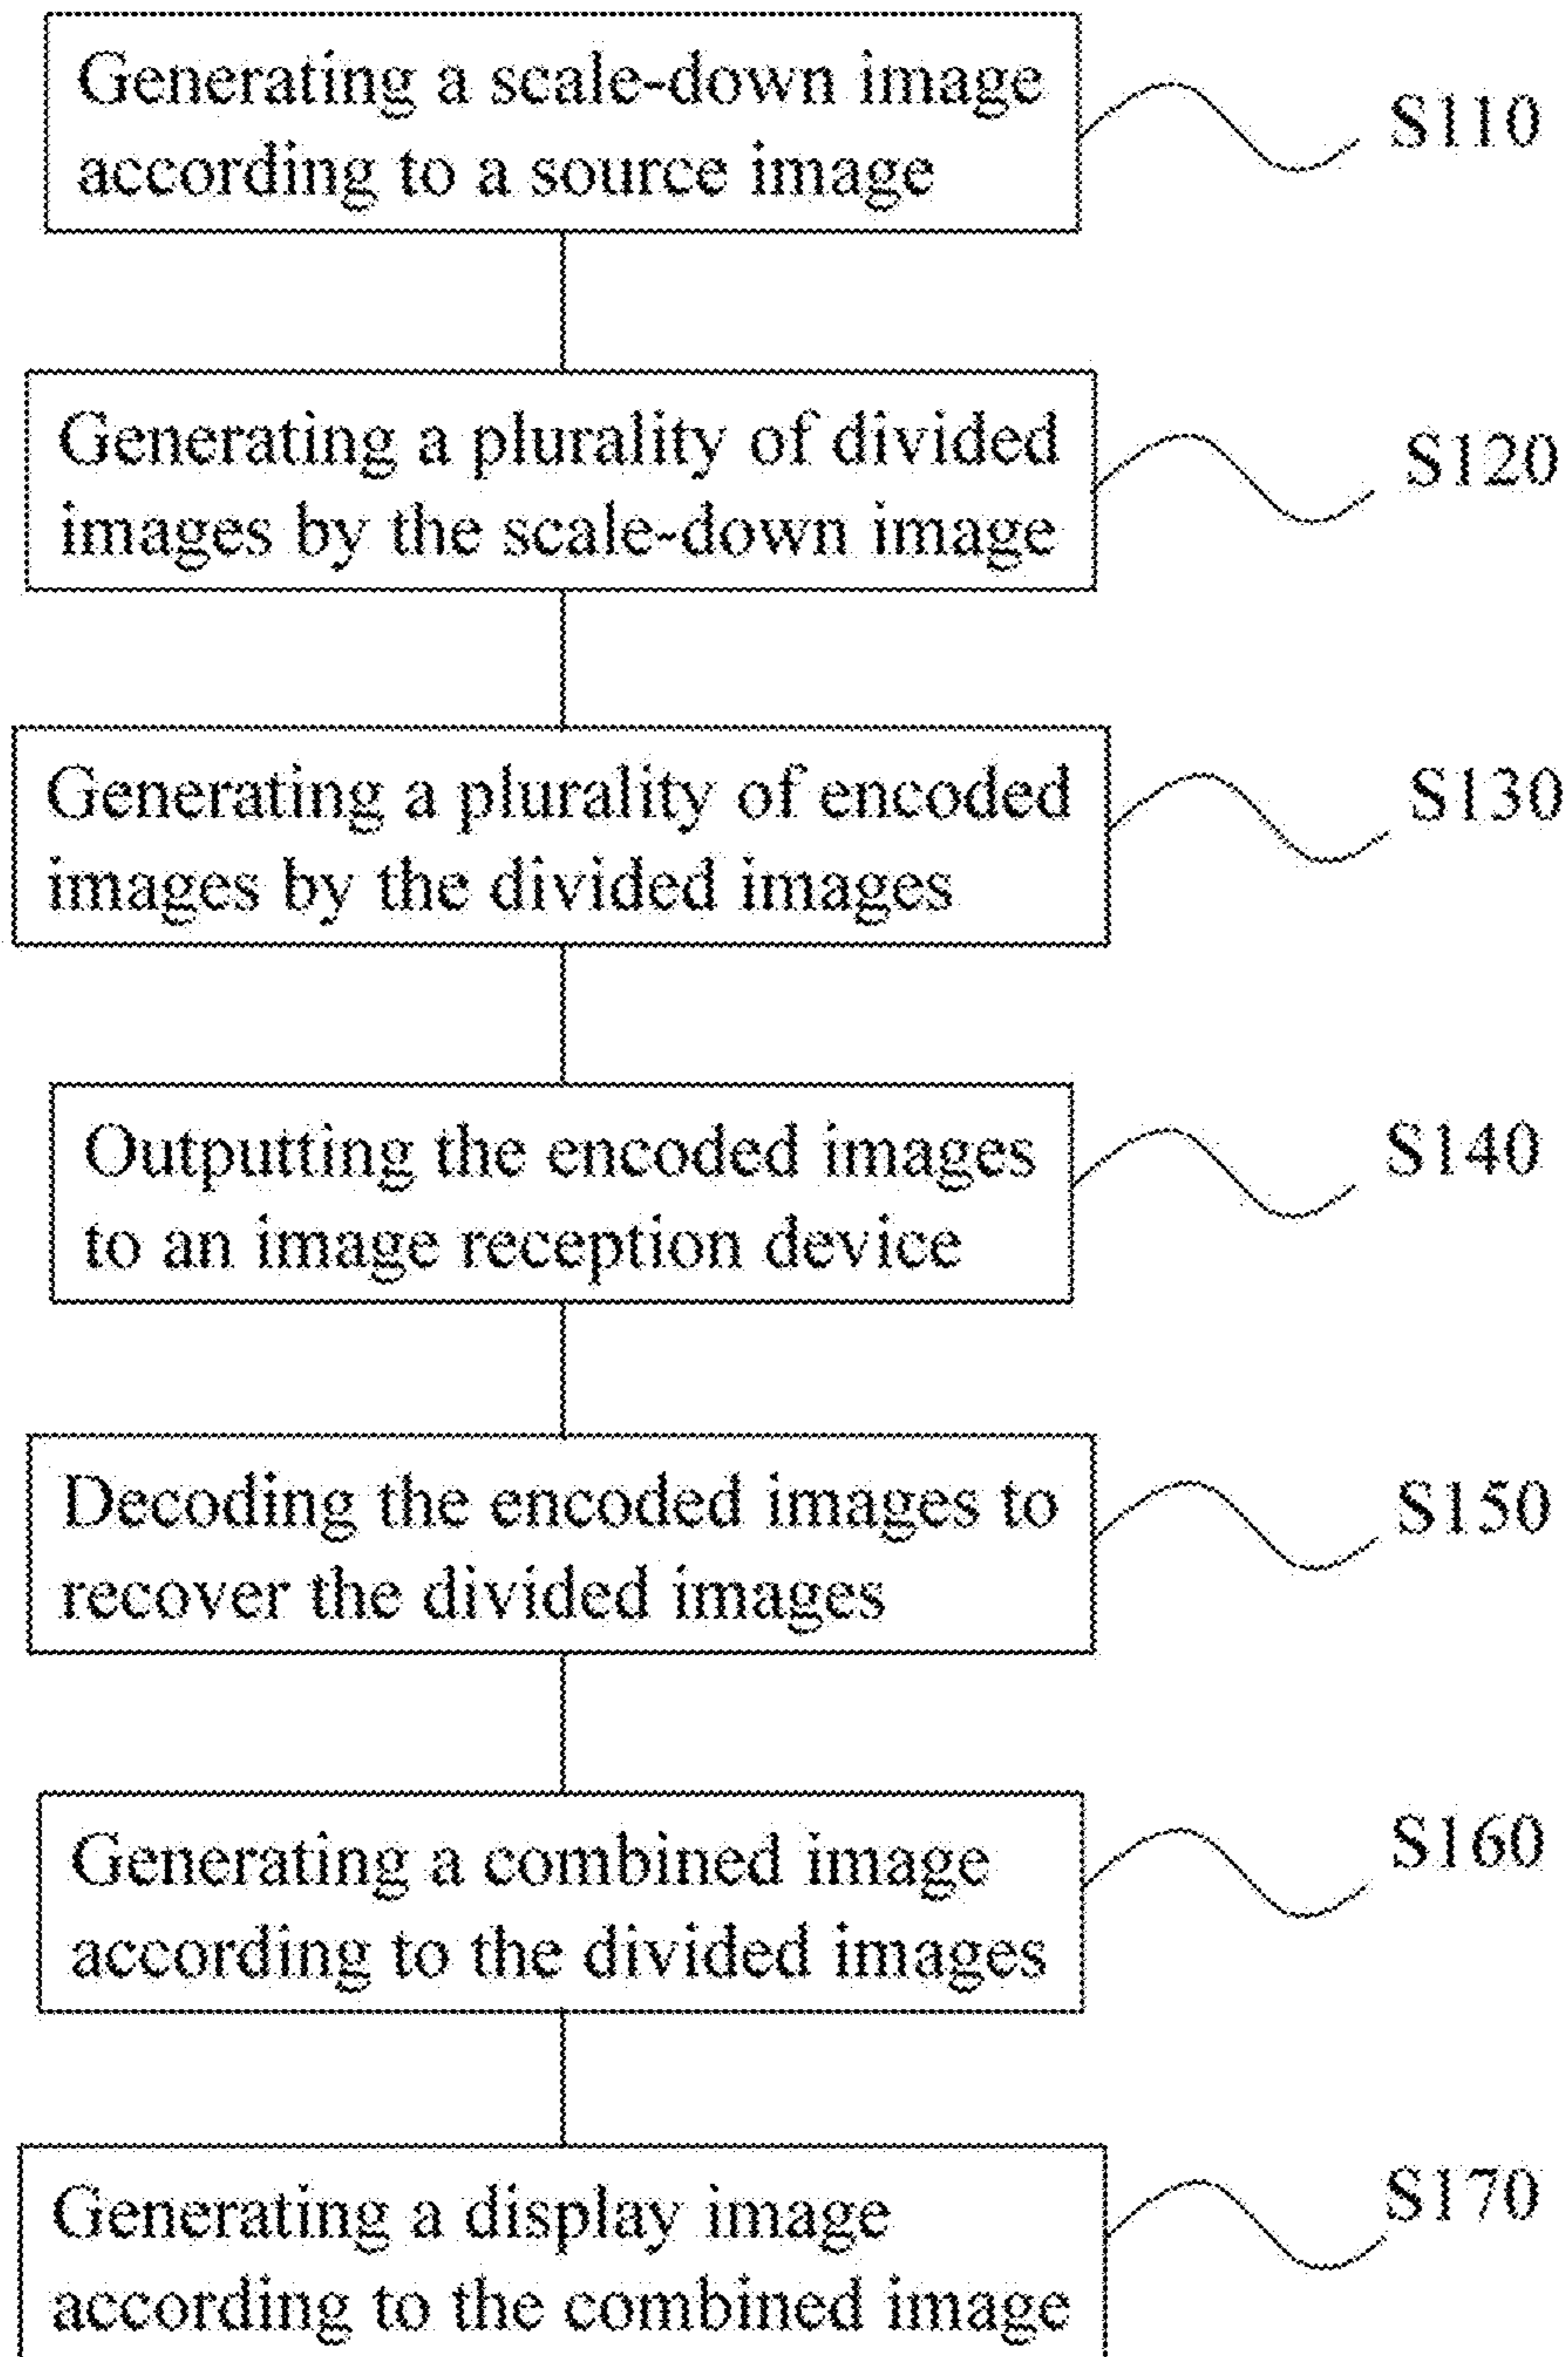 Generating a scale-down image
according to a source image
S110
Generating a plurality of divided
images by the scale-down image
S120
Generating a plurality of encoded
images by the divided images
S130
Outputting the encoded images
to an image reception device
S140
Decoding the encoded images to
recover the divided images
S150
Generating a combined image
according to the divided images
S160
Generating a display image
according to the combined image
S170